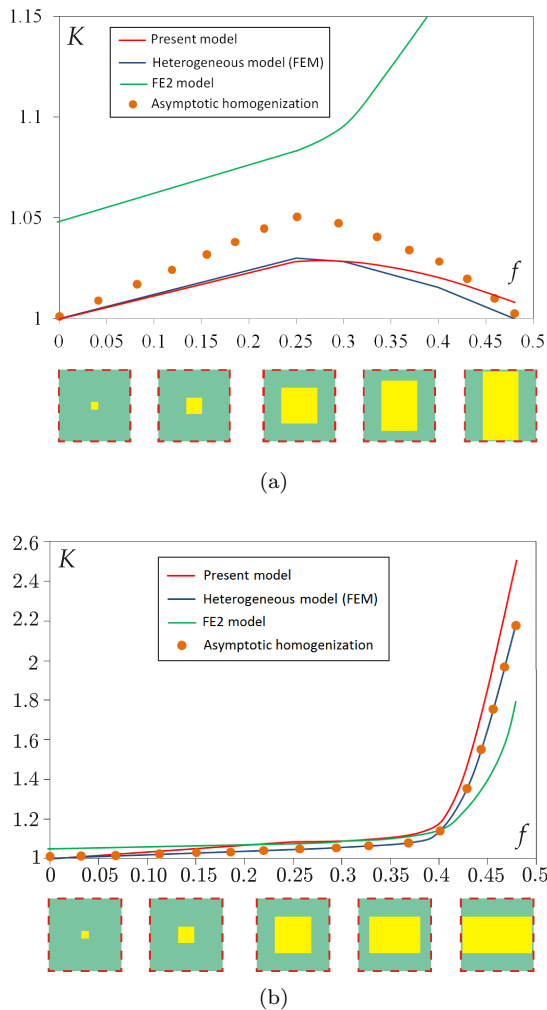 1.15
K
Present model
Heterogeneous model (FEM)
FE2 model
Asymptotic homogenization
1.1
1.05
f
1
0 0.05 0.1 0.15 0.2 0.25 0.3 0.35 0.4 0.45 0.5
(a)
2.6
K
2.4
Present model
Heterogeneous model (FEM)
FE2 model
Asymptotic homogenization
2.2
2
1.8
1.6
1.4
1.2
f
1
0 0.05 0.1 0.15 0.2 0.25 0.3 0.35 0.4 0.45 0.5
(b)